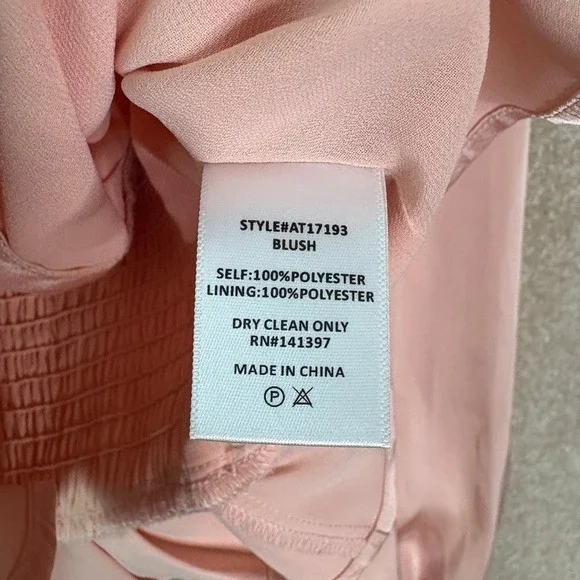 STYLE#AT17193
BLUSH
SELF:100%POLYESTER
LINING:100%POLYESTER
DRY CLEAN ONLY
RN#141397
MADE IN CHINA
P